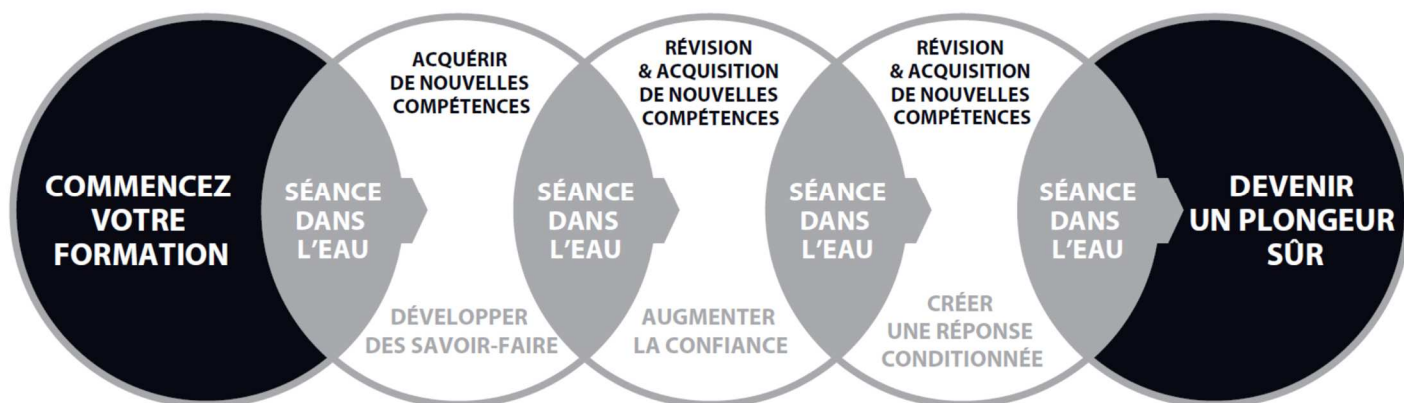 COMMENCEZ
VOTRE
FORMATION
SÉANCE
DANS
L'EAU
ACQUÉRIR
DE NOUVELLES
COMPÉTENCES
DÉVELOPPER
DES SAVOIR-FAIRE
SÉANCE
DANS
L'EAU
RÉVISION
& ACQUISITION
DE NOUVELLES
COMPÉTENCES
AUGMENTER
LA CONFIANCE
SÉANCE
DANS
L'EAU
RÉVISION
& ACQUISITION
DE NOUVELLES
COMPÉTENCES
CRÉER
UNE RÉPONSE
CONDITIONNÉE
SÉANCE
DANS
L'EAU
DEVENIR
UN PLONGEUR
SÛR